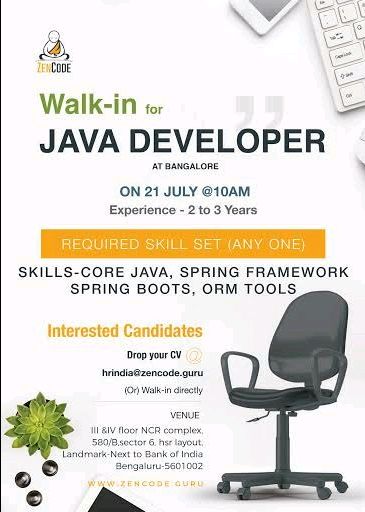 ZENCODE
Walk-in for
JAVA DEVELOPER
AT BANGALORE
ON 21 JULY @10AM
Experience - 2 to 3 Years
REQUIRED SKILL SET (ANY ONE)
SKILLS-CORE JAVA, SPRING FRAMEWORK
SPRING BOOTS, ORM TOOLS
Interested Candidates
Drop your CV @
hrindia@zencode.guru
(Or) Walk-in directly
VENUE
III &IV floor NCR complex,
580/B,sector 6, hsr layout,
Landmark-Next to Bank of India
Bengaluru-5601002
WWW.ZENCODE.GURU